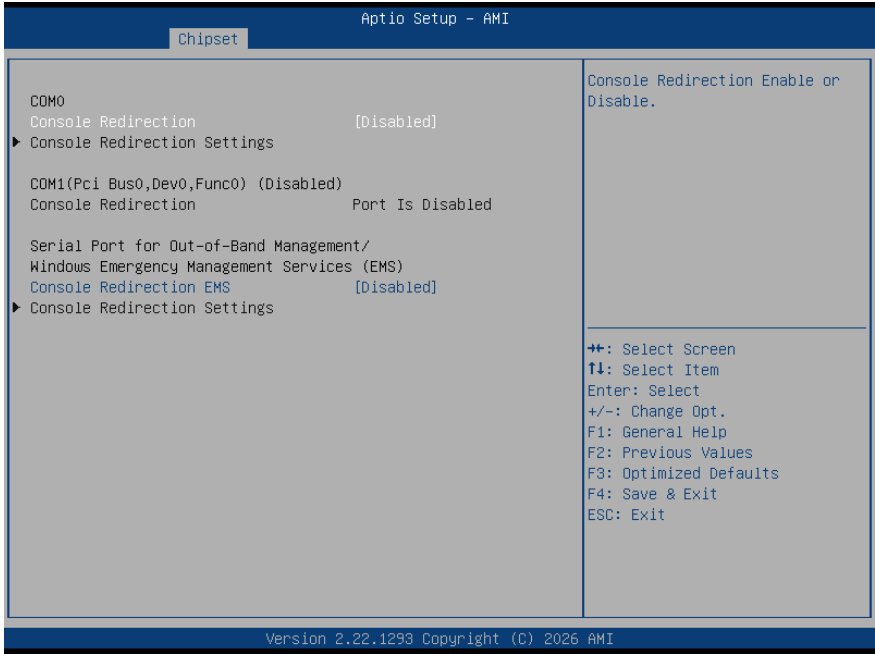 Aptio Setup – AMI
Chipset
COM0
Console Redirection [Disabled]
Console Redirection Settings
COM1(Pci Bus0,Dev0,Func0) (Disabled)
Console Redirection Port Is Disabled
Serial Port for Out-of-Band Management/
Windows Emergency Management Services (EMS)
Console Redirection EMS [Disabled]
Console Redirection Settings
Console Redirection Enable or
Disable.
→←: Select Screen
↑↓: Select Item
Enter: Select
+/-: Change Opt.
F1: General Help
F2: Previous Values
F3: Optimized Defaults
F4: Save & Exit
ESC: Exit
Version 2.22.1293 Copyright (C) 2026 AMI